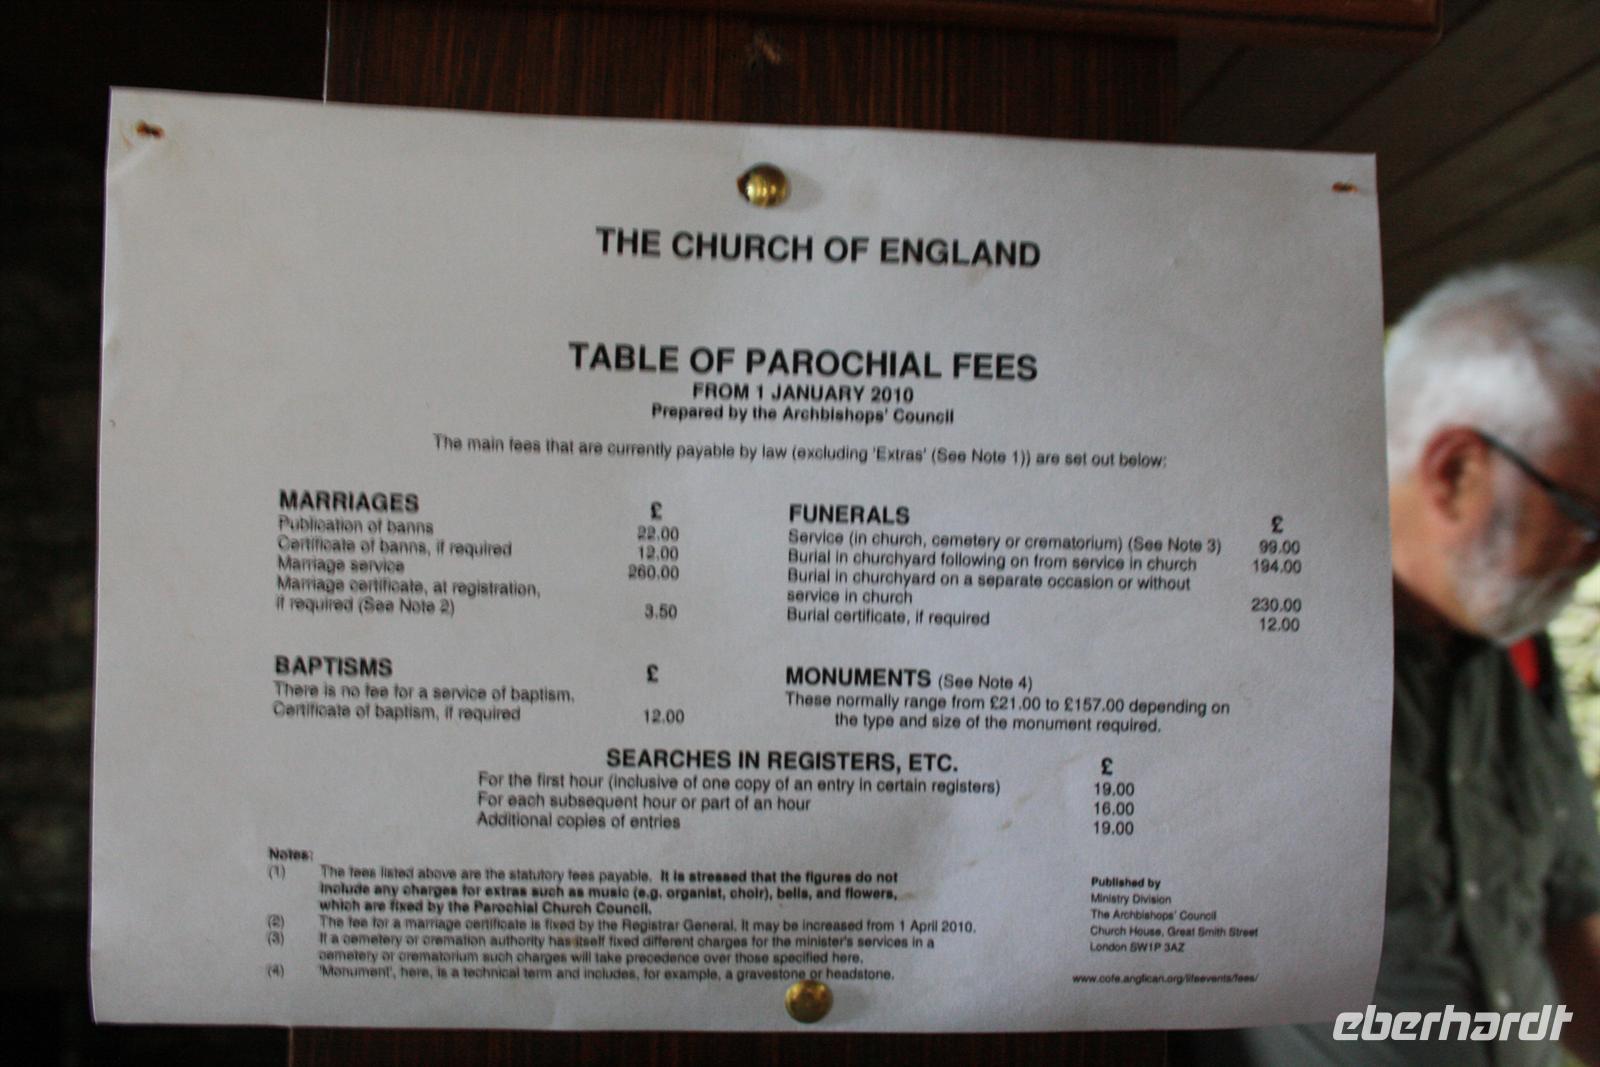 THE CHURCH OF ENGLAND
TABLE OF PAROCHIAL FEES
FROM 1 JANUARY 2010
Prepared by the Archbishops' Council
The main fees that are currently payable by law (excluding 'Extras' (See Note 1)) are set out below:
MARRIAGES £
Publication of banns 22.00
Certificate of banns, if required 12.00
Marriage service 260.00
Marriage certificate, at registration,
if required (See Note 2) 3.50
FUNERALS £
Service (in church, cemetery or crematorium) (See Note 3) 99.00
Burial in churchyard following on from service in church 194.00
Burial in churchyard on a separate occasion or without
service in church 230.00
Burial certificate, if required 12.00
BAPTISMS £
There is no fee for a service of baptism.
Certificate of baptism, if required 12.00
MONUMENTS (See Note 4)
These normally range from £21.00 to £157.00 depending on
the type and size of the monument required.
SEARCHES IN REGISTERS, ETC. £
For the first hour (inclusive of one copy of an entry in certain registers) 19.00
For each subsequent hour or part of an hour 16.00
Additional copies of entries 19.00
Notes:
(1) The fees listed above are the statutory fees payable. It is stressed that the figures do not
include any charges for extras such as music (e.g. organist, choir), bells, and flowers,
which are fixed by the Parochial Church Council.
(2) The fee for a marriage certificate is fixed by the Registrar General. It may be increased from 1 April 2010.
(3) If a cemetery or cremation authority has itself fixed different charges for the minister's services in a
cemetery or crematorium such charges will take precedence over those specified here.
(4) 'Monument', here, is a technical term and includes, for example, a gravestone or headstone.
Published by
Ministry Division
The Archbishops' Council
Church House, Great Smith Street
London SW1P 3AZ
www.cofe.anglican.org/lifeevents/fees/
eberhardt